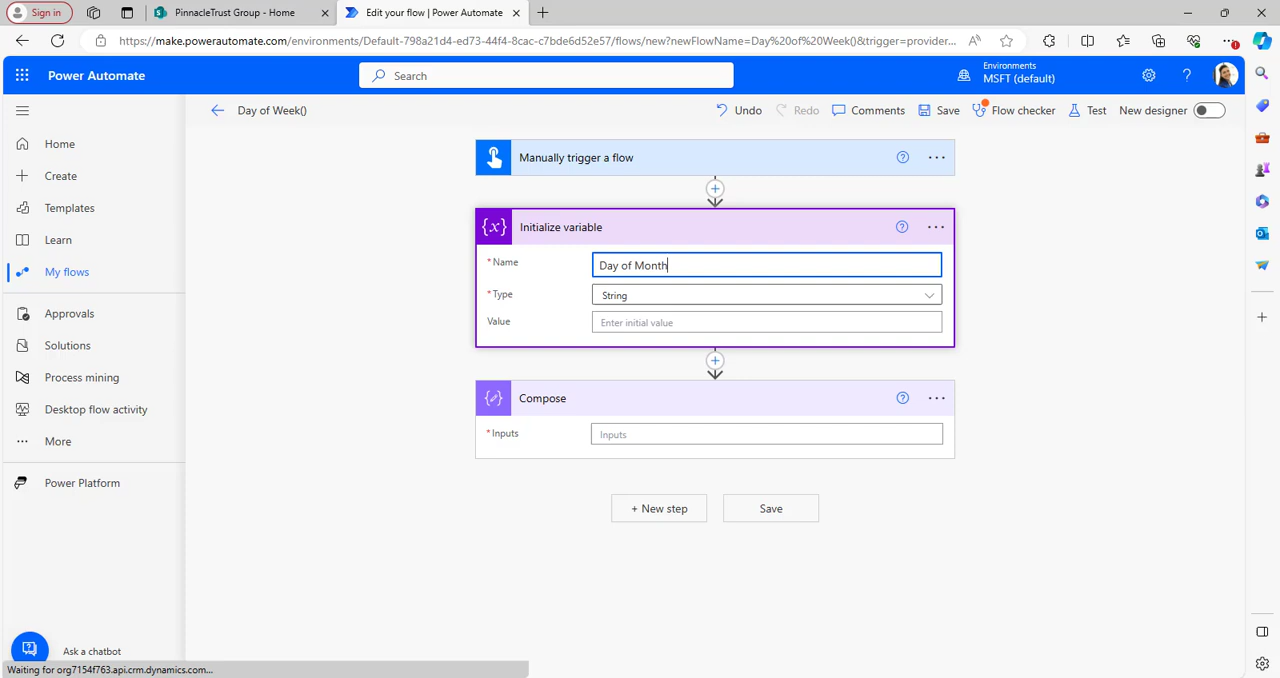 Sign in
PinnacleTrust Group - Home
Edit your flow | Power Automate
https://make.powerautomate.com/environments/Default-798a21d4-ed73-44f4-8cac-c7bde6d52e57/flows/new?newFlowName=Day%20of%20Week()&trigger=provider...
Power Automate
Search
Environments
MSFT (default)
Day of Week()
Undo
Redo
Comments
Save
Flow checker
Test
New designer
Home
Create
Templates
Learn
My flows
Approvals
Solutions
Process mining
Desktop flow activity
More
Power Platform
Ask a chatbot
Manually trigger a flow
Initialize variable
* Name
Day of Month
* Type
String
Value
Enter initial value
Compose
* Inputs
Inputs
+ New step
Save
Waiting for org7154f763.api.crm.dynamics.com...